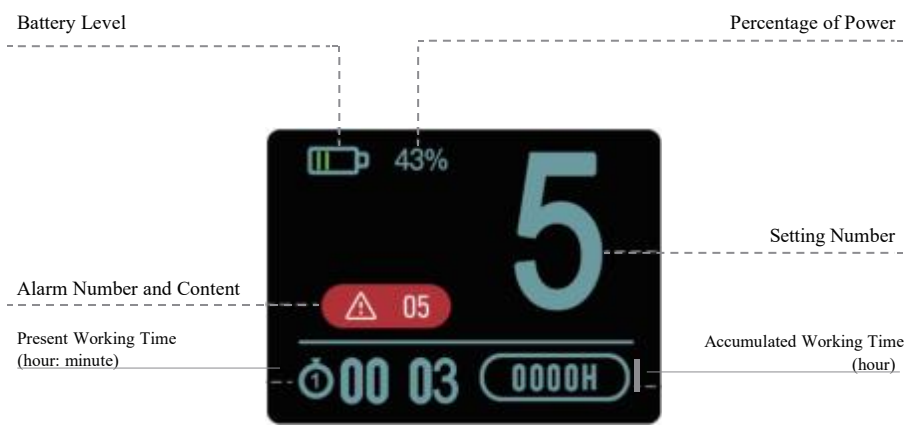 Battery Level
Percentage of Power
43%
5
Setting Number
Alarm Number and Content
05
Present Working Time
(hour: minute)
Accumulated Working Time
(hour)
1
00 03
0000H